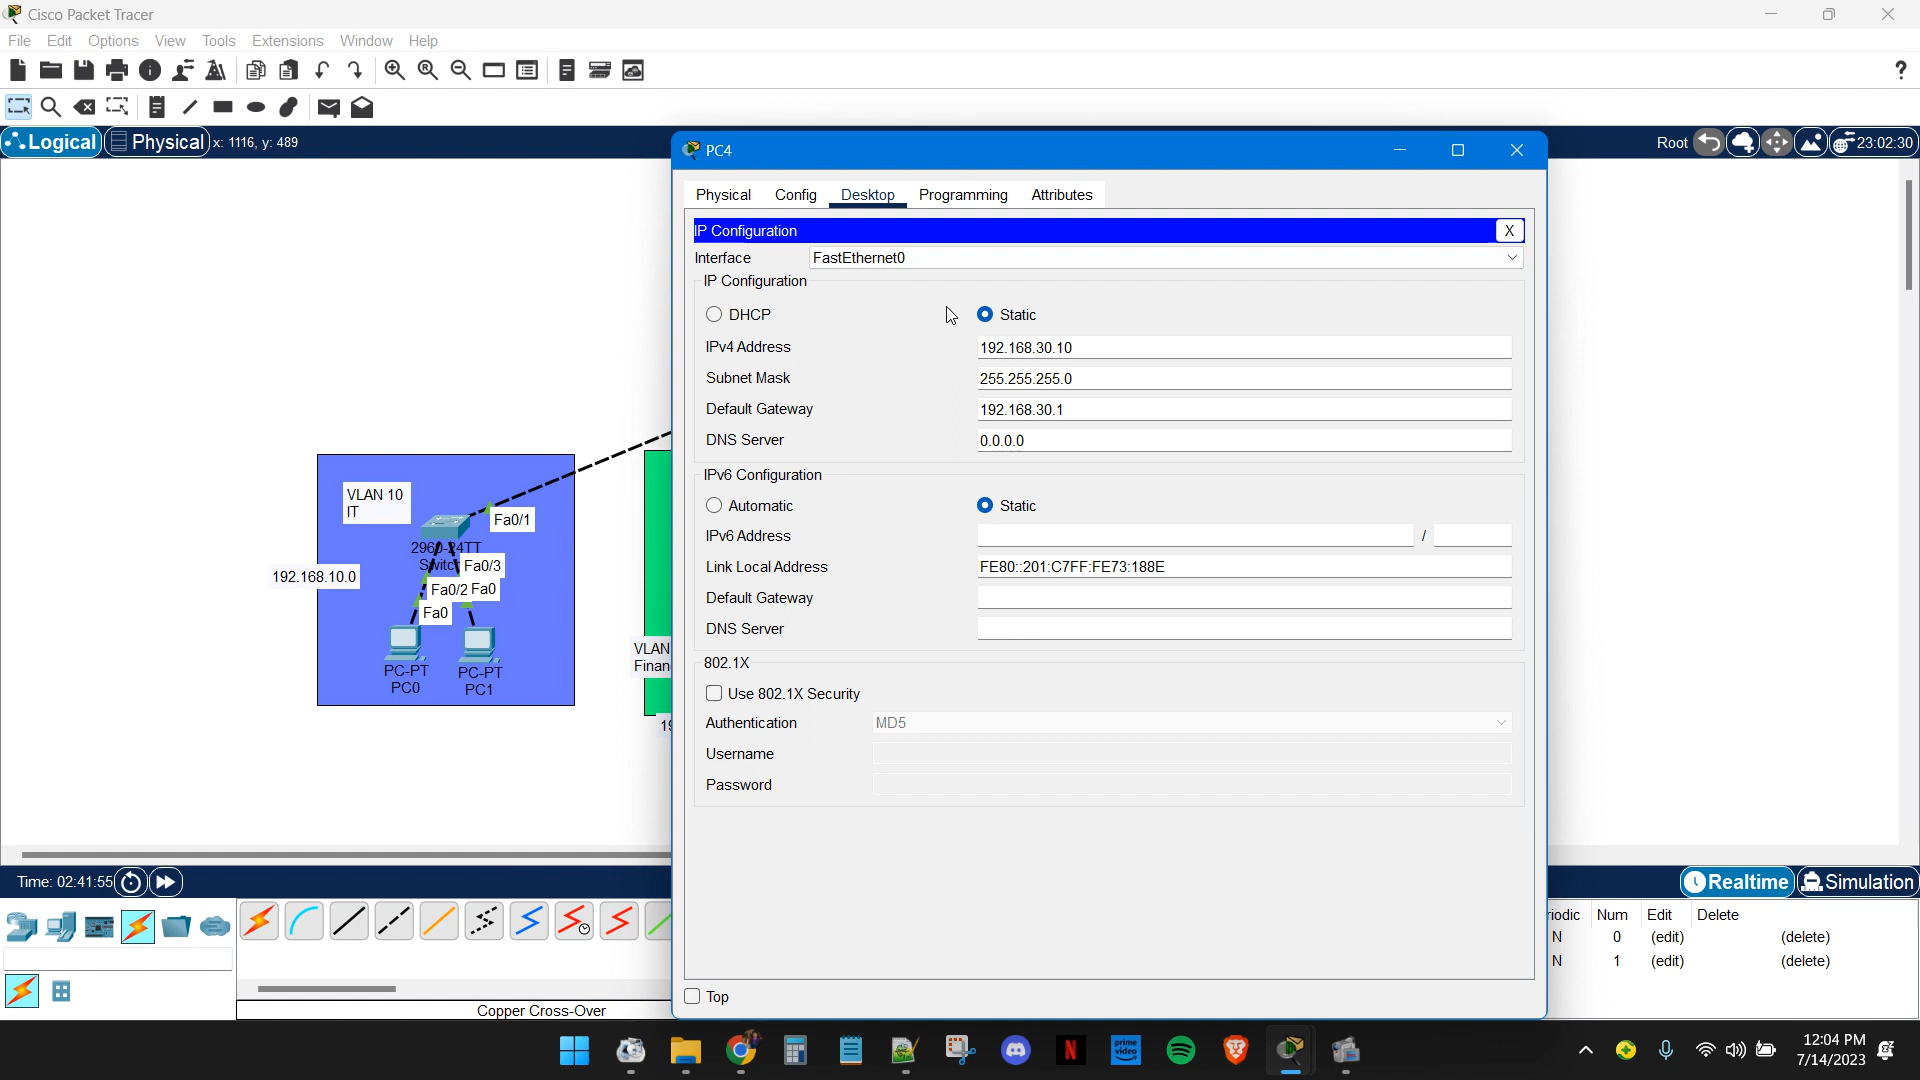 Cisco Packet Tracer
File Edit Options View Tools Extensions Window Help
Logical Physical x: 1116, y: 489
Root 23:02:30
PC4
Physical Config Desktop Programming Attributes
IP Configuration X
Interface FastEthernet0
IP Configuration
DHCP Static
IPv4 Address 192.168.30.10
Subnet Mask 255.255.255.0
Default Gateway 192.168.30.1
DNS Server 0.0.0.0
IPv6 Configuration
Automatic Static
IPv6 Address /
Link Local Address FE80::201:C7FF:FE73:188E
Default Gateway
DNS Server
802.1X
Use 802.1X Security
Authentication MD5
Username
Password
Top
VLAN 10
IT
Fa0/1
2960-24TT
Switc
Fa0/3
192.168.10.0
Fa0/2 Fa0
Fa0
PC-PT
PC0
PC-PT
PC1
VLAN
Finan
19
Time: 02:41:55
Realtime Simulation
riodic Num Edit Delete
N 0 (edit) (delete)
N 1 (edit) (delete)
Copper Cross-Over
prime video
12:04 PM
7/14/2023